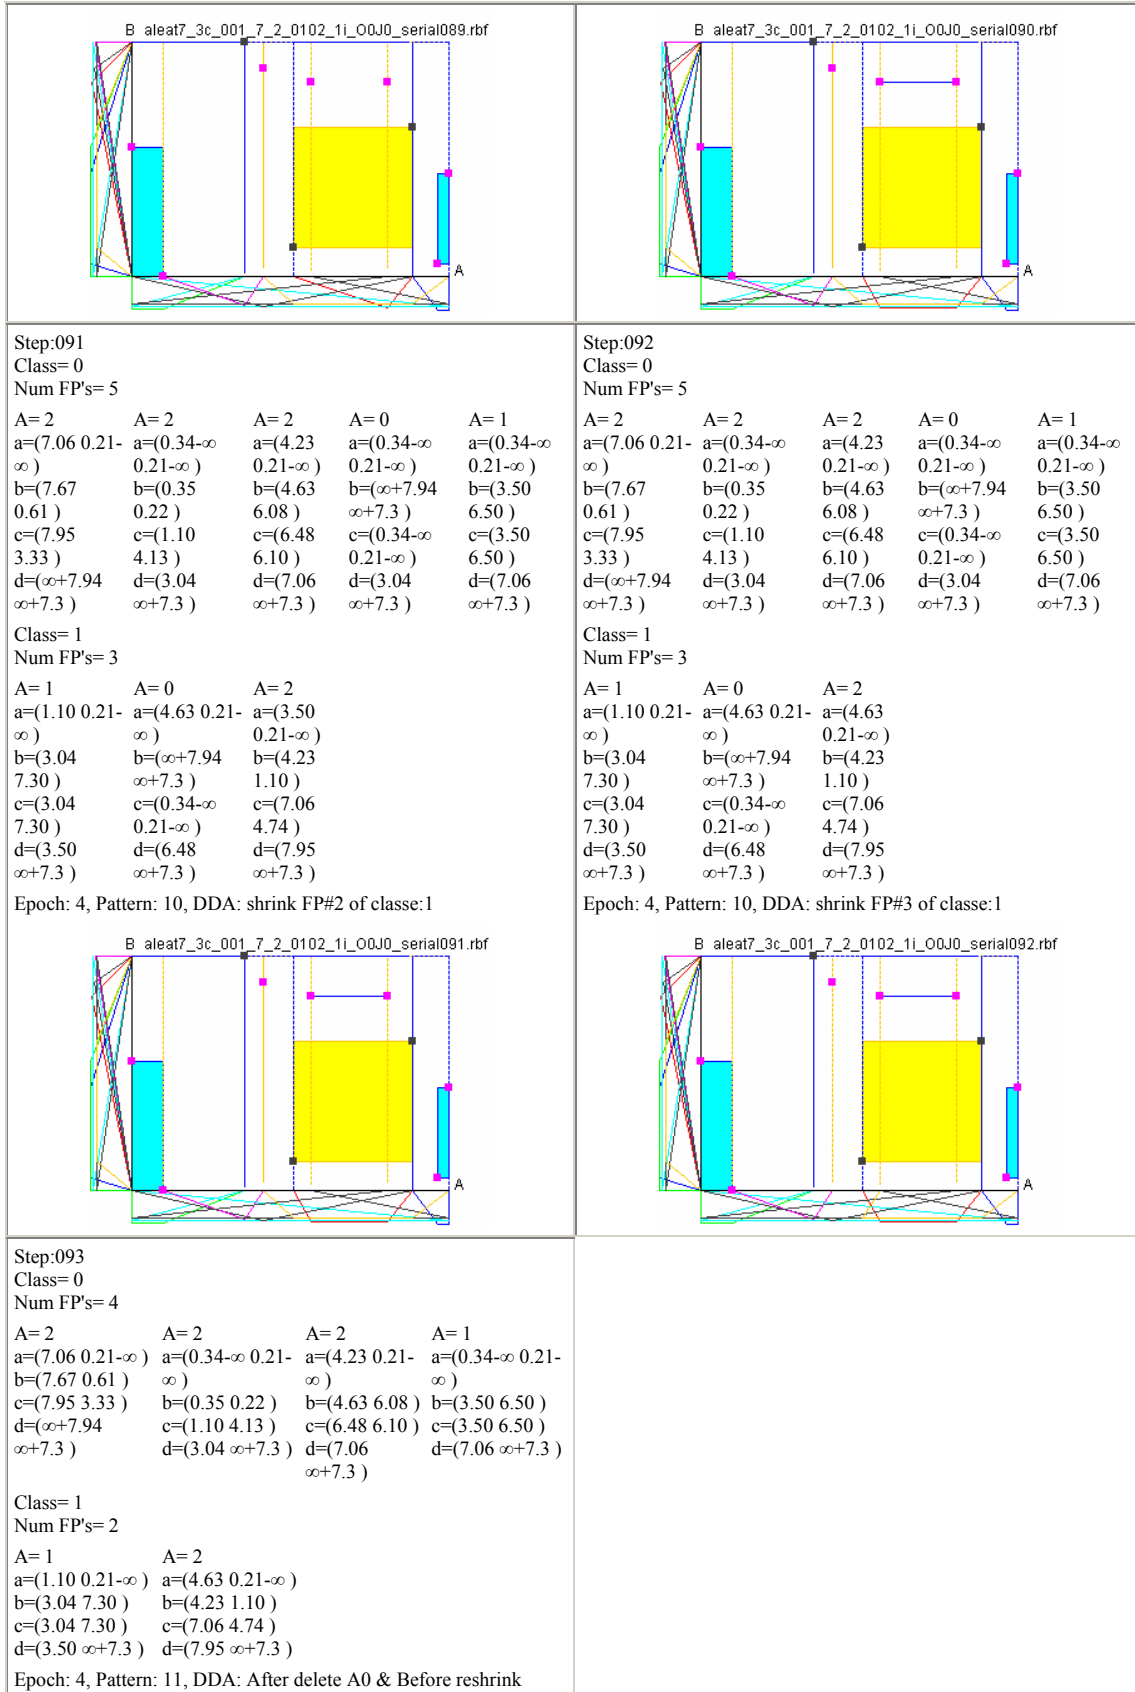 B aleat7_3c_001_7_2_0102_1i_O0J0_serial089.rbf
A
B aleat7_3c_001_7_2_0102_1i_O0J0_serial090.rbf
A
Step:091
Class= 0
Num FP's= 5
A= 2 A= 2 A= 2 A= 0 A= 1
a=(7.06 0.21- a=(0.34-∞ a=(4.23 a=(0.34-∞ a=(0.34-∞
∞ ) 0.21-∞ ) 0.21-∞ ) 0.21-∞ ) 0.21-∞ )
b=(7.67 b=(0.35 b=(4.63 b=(∞+7.94 b=(3.50
0.61 ) 0.22 ) 6.08 ) ∞+7.3 ) 6.50 )
c=(7.95 c=(1.10 c=(6.48 c=(0.34-∞ c=(3.50
3.33 ) 4.13 ) 6.10 ) 0.21-∞ ) 6.50 )
d=(∞+7.94 d=(3.04 d=(7.06 d=(3.04 d=(7.06
∞+7.3 ) ∞+7.3 ) ∞+7.3 ) ∞+7.3 ) ∞+7.3 )
Class= 1
Num FP's= 3
A= 1 A= 0 A= 2
a=(1.10 0.21- a=(4.63 0.21- a=(3.50
∞ ) ∞ ) 0.21-∞ )
b=(3.04 b=(∞+7.94 b=(4.23
7.30 ) ∞+7.3 ) 1.10 )
c=(3.04 c=(0.34-∞ c=(7.06
7.30 ) 0.21-∞ ) 4.74 )
d=(3.50 d=(6.48 d=(7.95
∞+7.3 ) ∞+7.3 ) ∞+7.3 )
Epoch: 4, Pattern: 10, DDA: shrink FP#2 of classe:1
B aleat7_3c_001_7_2_0102_1i_O0J0_serial091.rbf
A
Step:092
Class= 0
Num FP's= 5
A= 2 A= 2 A= 2 A= 0 A= 1
a=(7.06 0.21- a=(0.34-∞ a=(4.23 a=(0.34-∞ a=(0.34-∞
∞ ) 0.21-∞ ) 0.21-∞ ) 0.21-∞ ) 0.21-∞ )
b=(7.67 b=(0.35 b=(4.63 b=(∞+7.94 b=(3.50
0.61 ) 0.22 ) 6.08 ) ∞+7.3 ) 6.50 )
c=(7.95 c=(1.10 c=(6.48 c=(0.34-∞ c=(3.50
3.33 ) 4.13 ) 6.10 ) 0.21-∞ ) 6.50 )
d=(∞+7.94 d=(3.04 d=(7.06 d=(3.04 d=(7.06
∞+7.3 ) ∞+7.3 ) ∞+7.3 ) ∞+7.3 ) ∞+7.3 )
Class= 1
Num FP's= 3
A= 1 A= 0 A= 2
a=(1.10 0.21- a=(4.63 0.21- a=(4.63
∞ ) ∞ ) 0.21-∞ )
b=(3.04 b=(∞+7.94 b=(4.23
7.30 ) ∞+7.3 ) 1.10 )
c=(3.04 c=(0.34-∞ c=(7.06
7.30 ) 0.21-∞ ) 4.74 )
d=(3.50 d=(6.48 d=(7.95
∞+7.3 ) ∞+7.3 ) ∞+7.3 )
Epoch: 4, Pattern: 10, DDA: shrink FP#3 of classe:1
B aleat7_3c_001_7_2_0102_1i_O0J0_serial092.rbf
A
Step:093
Class= 0
Num FP's= 4
A= 2 A= 2 A= 2 A= 1
a=(7.06 0.21-∞ ) a=(0.34-∞ 0.21- a=(4.23 0.21- a=(0.34-∞ 0.21-
b=(7.67 0.61 ) ∞ ) ∞ ) ∞ )
c=(7.95 3.33 ) b=(0.35 0.22 ) b=(4.63 6.08 ) b=(3.50 6.50 )
d=(∞+7.94 c=(1.10 4.13 ) c=(6.48 6.10 ) c=(3.50 6.50 )
∞+7.3 ) d=(3.04 ∞+7.3 ) d=(7.06 d=(7.06 ∞+7.3 )
∞+7.3 )
Class= 1
Num FP's= 2
A= 1 A= 2
a=(1.10 0.21-∞ ) a=(4.63 0.21-∞ )
b=(3.04 7.30 ) b=(4.23 1.10 )
c=(3.04 7.30 ) c=(7.06 4.74 )
d=(3.50 ∞+7.3 ) d=(7.95 ∞+7.3 )
Epoch: 4, Pattern: 11, DDA: After delete A0 & Before reshrink